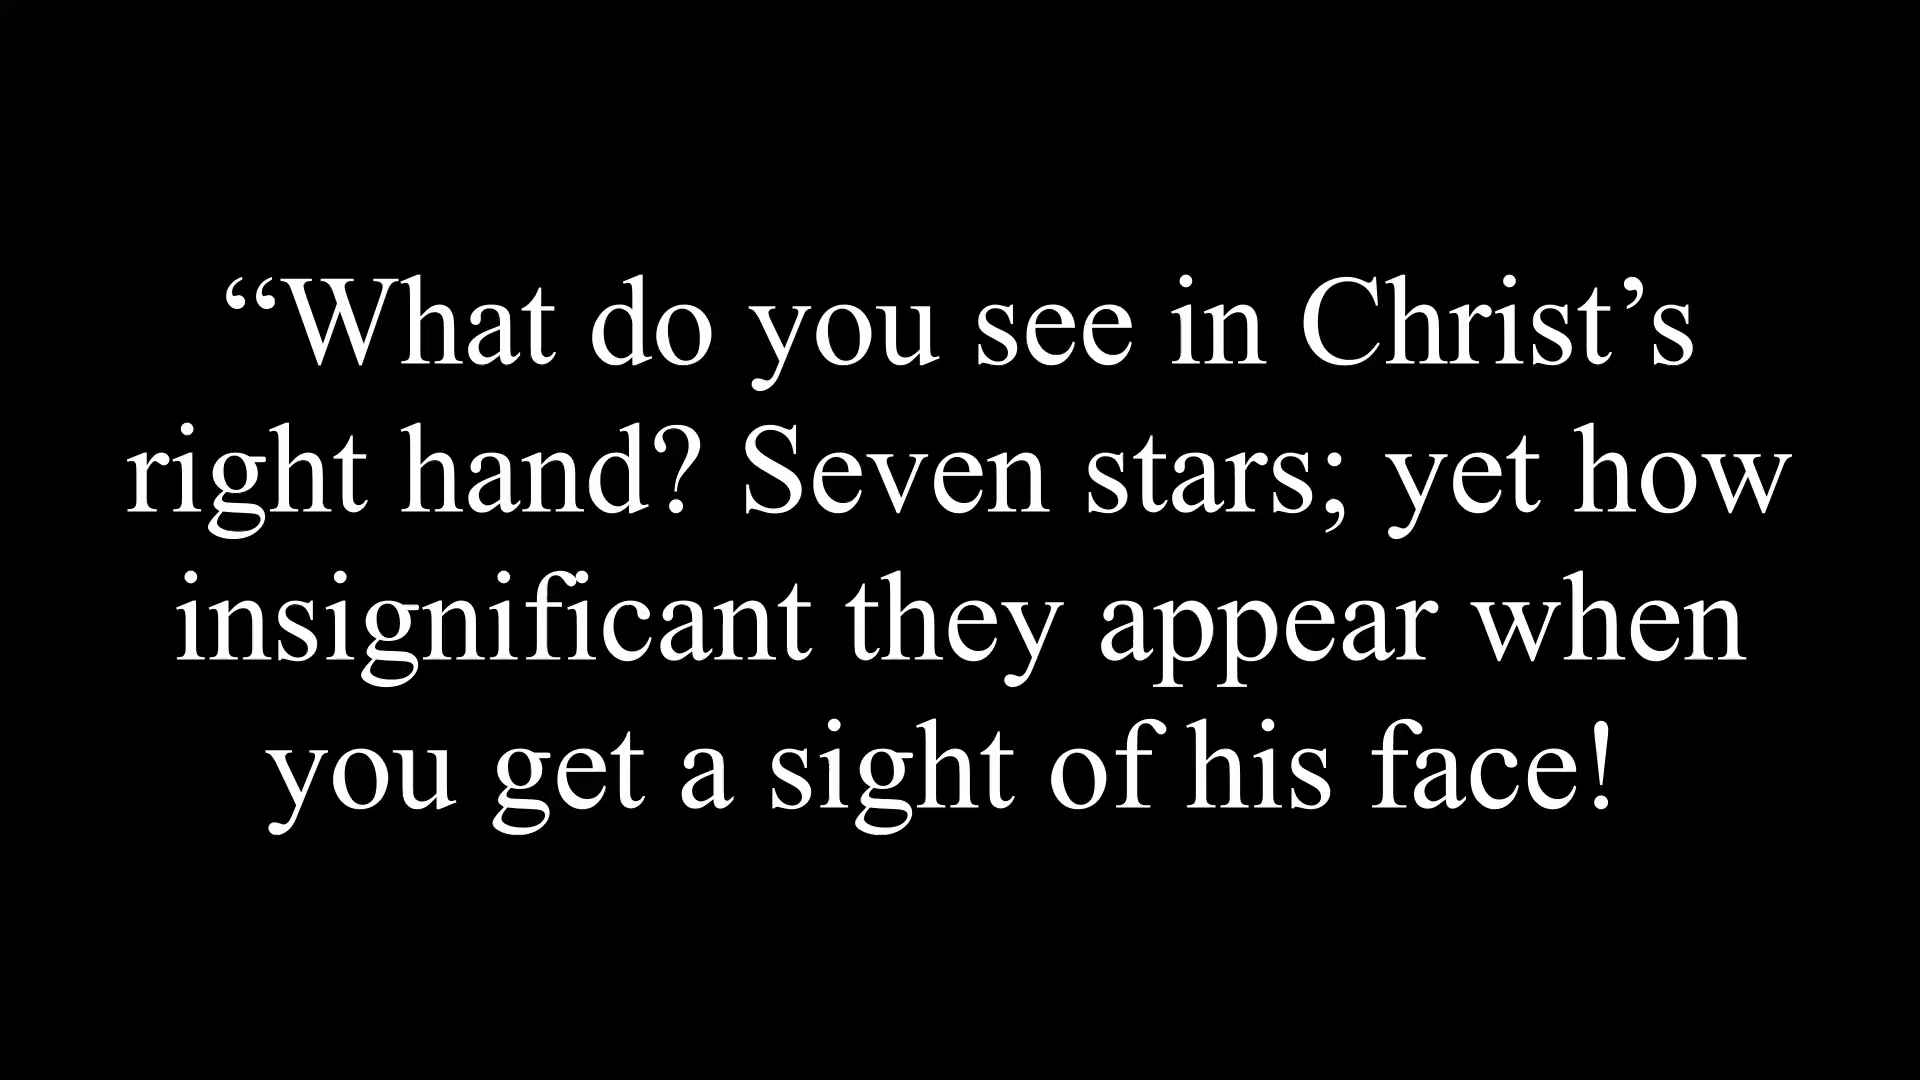 “What do you see in Christ’s
right hand? Seven stars; yet how
insignificant they appear when
you get a sight of his face!